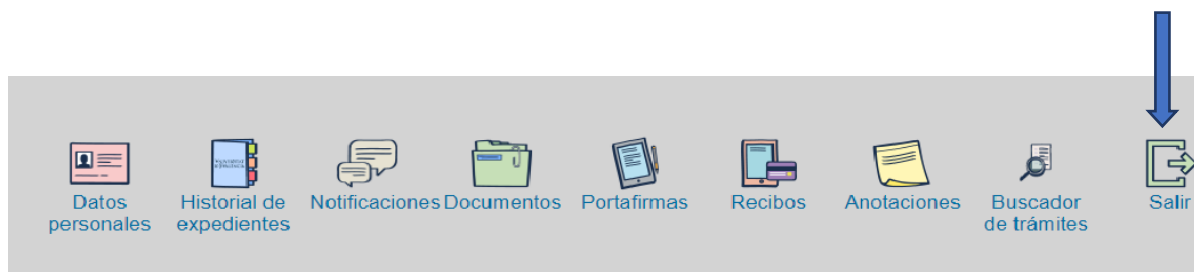 Datos
personales
Historial de
expedientes
Notificaciones
Documentos
Portafirmas
Recibos
Anotaciones
Buscador
de trámites
Salir